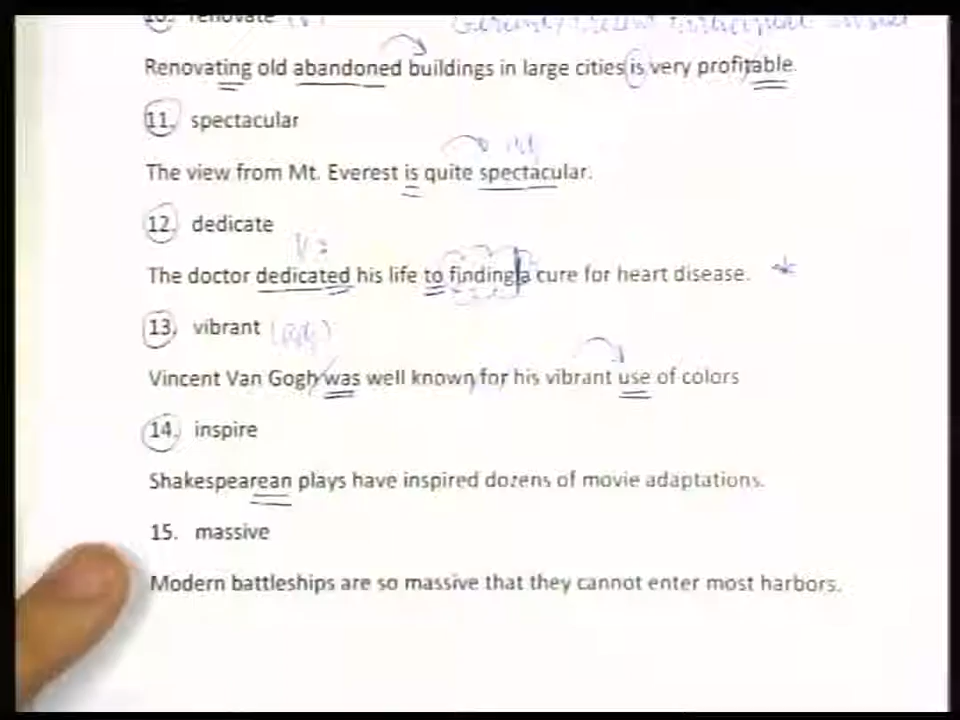 10. renovate (v)
Renovating old abandoned buildings in large cities is very profitable.
11. spectacular
The view from Mt. Everest is quite spectacular.
12. dedicate
The doctor dedicated his life to finding a cure for heart disease.
13. vibrant (adj)
Vincent Van Gogh was well known for his vibrant use of colors
14. inspire
Shakespearean plays have inspired dozens of movie adaptations.
15. massive
Modern battleships are so massive that they cannot enter most harbors.